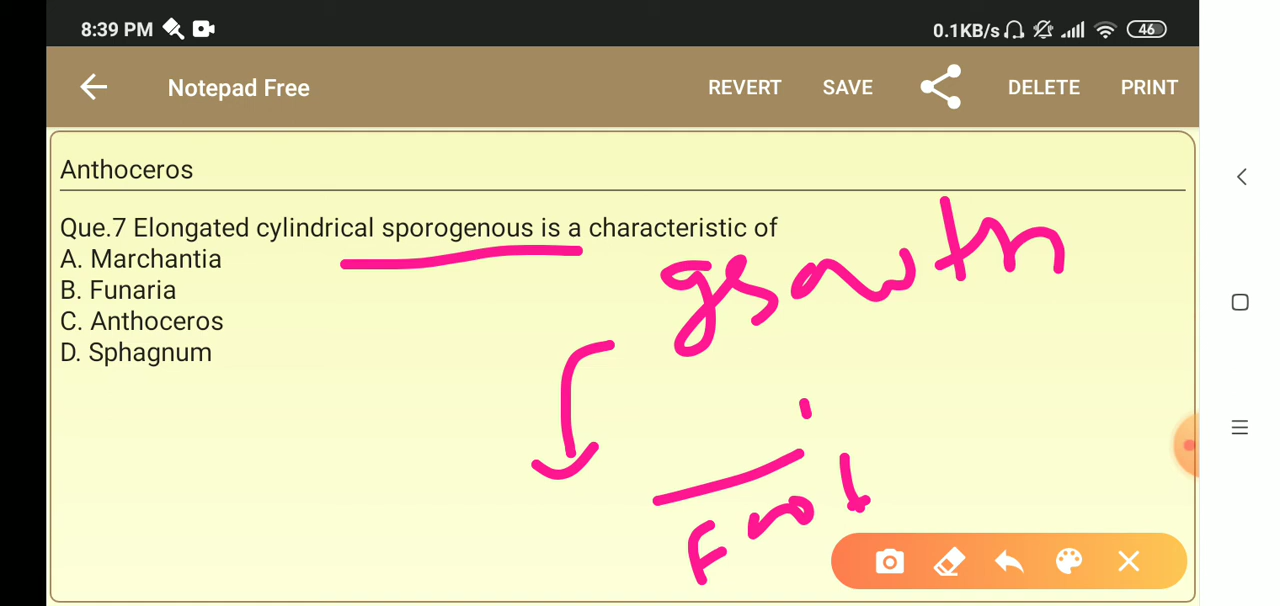 8:39 PM 0.1KB/s 46
Notepad Free REVERT SAVE DELETE PRINT
Anthoceros
Que.7 Elongated cylindrical sporogenous is a characteristic of
A. Marchantia
B. Funaria
C. Anthoceros
D. Sphagnum
growth